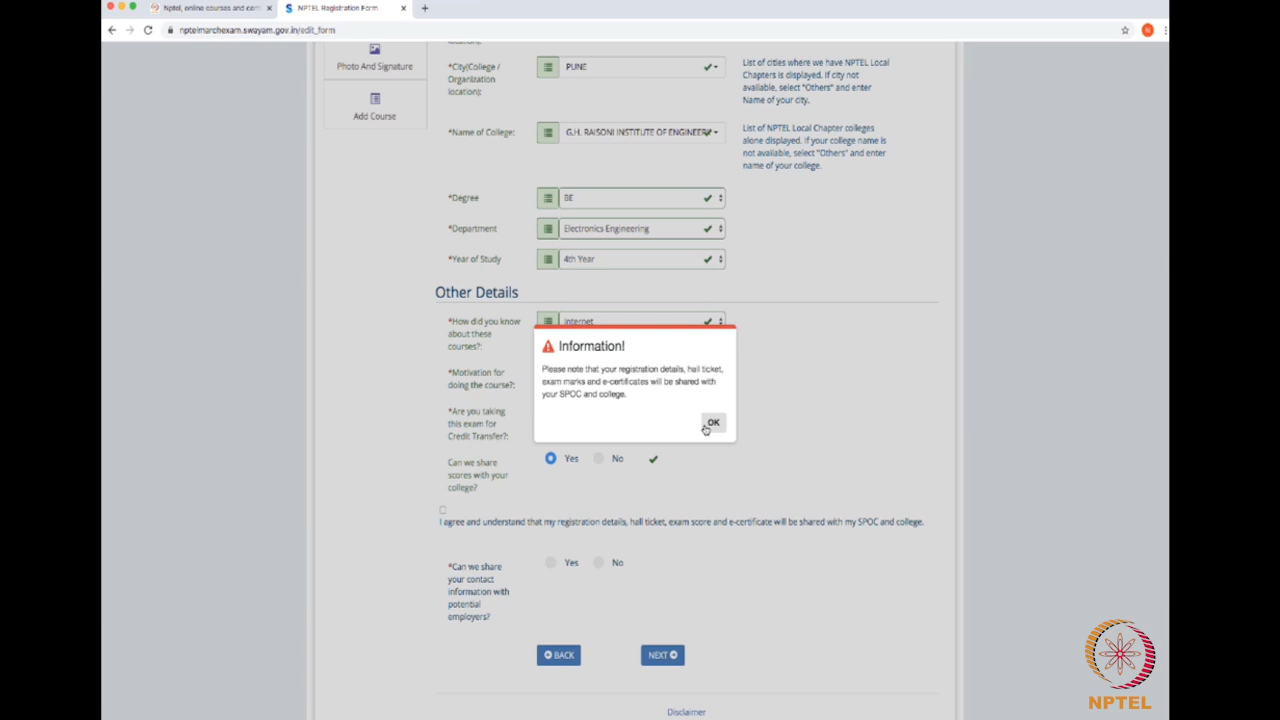 Nptel, online courses and cert
NPTEL Registration Form
nptelmarchexam.swayam.gov.in/edit_form
N
Photo And Signature
Add Course
location):
*City(College /
Organization
location):
PUNE
List of cities where we have NPTEL Local
Chapters is displayed. If city not
available, select "Others" and enter
Name of your city.
*Name of College:
G.H. RAISONI INSTITUTE OF ENGINEER
List of NPTEL Local Chapter colleges
alone displayed. If your college name is
not available, select "Others" and enter
name of your college.
*Degree
BE
*Department
Electronics Engineering
*Year of Study
4th Year
Other Details
*How did you know
about these
courses?:
Internet
Information!
Please note that your registration details, hall ticket,
exam marks and e-certificates will be shared with
your SPOC and college.
OK
*Motivation for
doing the course?:
*Are you taking
this exam for
Credit Transfer?:
Can we share
scores with your
college?
Yes No
I agree and understand that my registration details, hall ticket, exam score and e-certificate will be shared with my SPOC and college.
*Can we share
your contact
information with
potential
employers?
Yes No
BACK
NEXT
Disclaimer
NPTEL